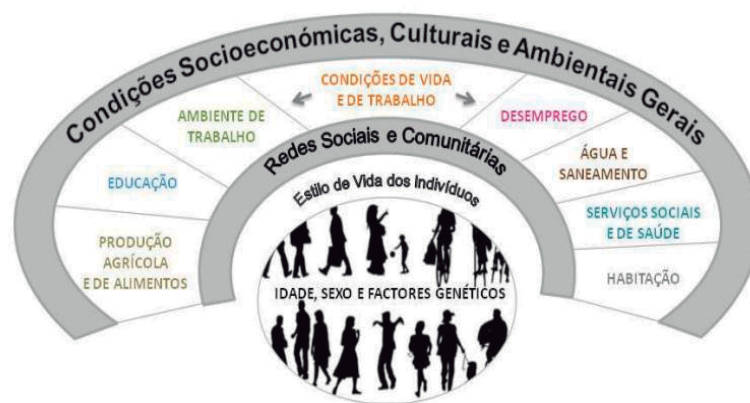 Condições Socioeconómicas, Culturais e Ambientais Gerais
CONDIÇÕES DE VIDA
E DE TRABALHO
AMBIENTE DE
TRABALHO
DESEMPREGO
EDUCAÇÃO
ÁGUA E
SANEAMENTO
PRODUÇÃO
AGRÍCOLA
E DE ALIMENTOS
SERVIÇOS SOCIAIS
E DE SAÚDE
HABITAÇÃO
Redes Sociais e Comunitárias
Estilo de Vida dos Indivíduos
IDADE, SEXO E FACTORES GENÉTICOS